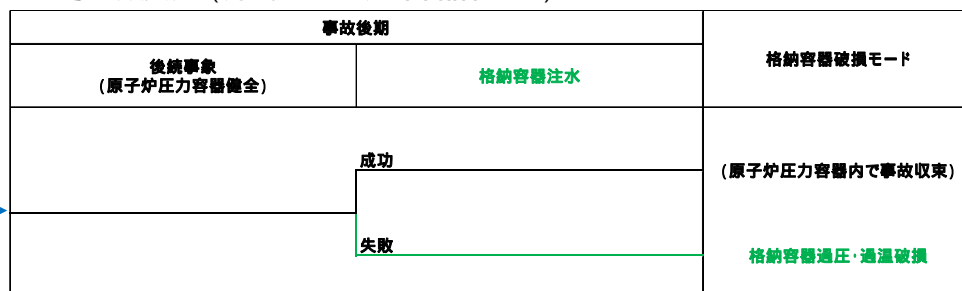 事故後期
後続事象
(原子炉圧力容器健全)
格納容器注水
格納容器破損モード
成功
(原子炉圧力容器内で事故収束)
失敗
格納容器過圧・過温破損